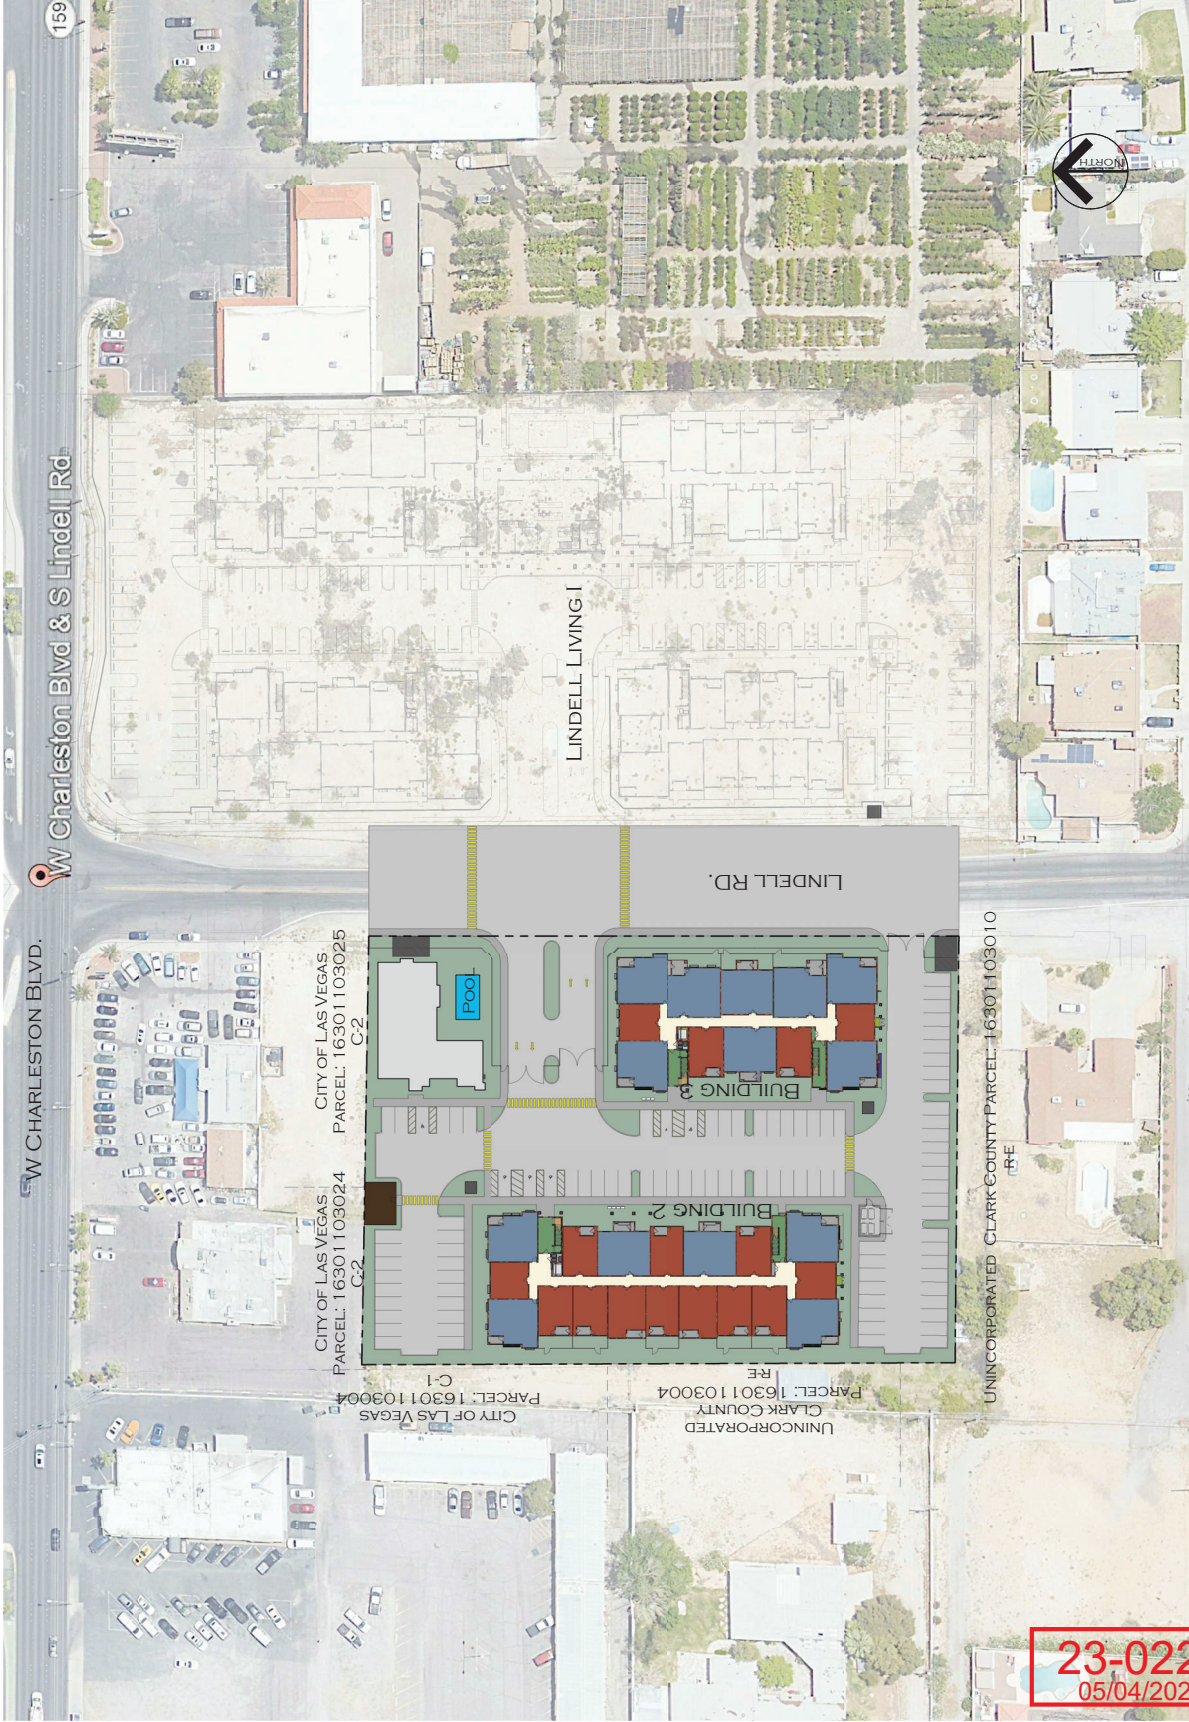 159
W Charleston Blvd & S Lindell Rd
W CHARLESTON BLVD.
NORTH
LINDELL LIVING I
LINDELL RD.
CITY OF LAS VEGAS
PARCEL: 16301103025
C-2
POOL
BUILDING 3
CITY OF LAS VEGAS
PARCEL: 16301103024
C-2
BUILDING 2
UNINCORPORATED CLARK COUNTY PARCEL: 16301103010
R-E
CITY OF LAS VEGAS
PARCEL: 16301103004
C-1
UNINCORPORATED
CLARK COUNTY
PARCEL: 16301103004
R-E
23-022
05/04/202